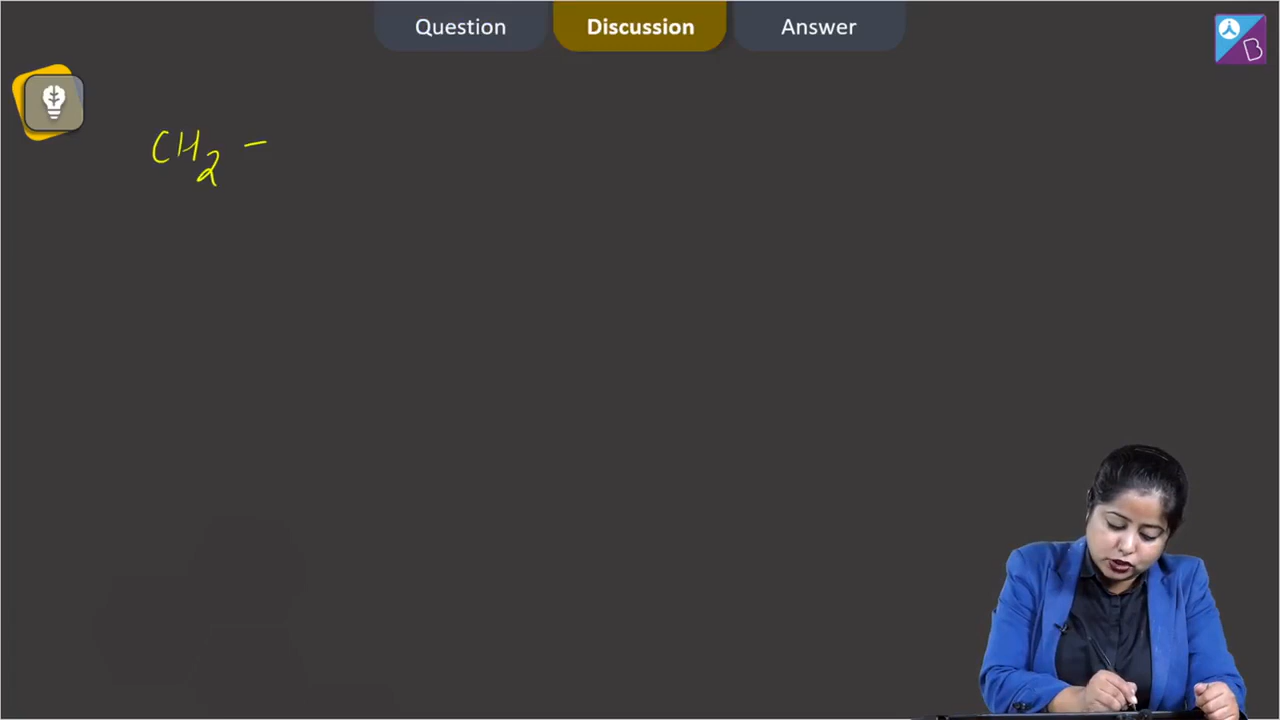 Question Discussion Answer
B
CH₂ –